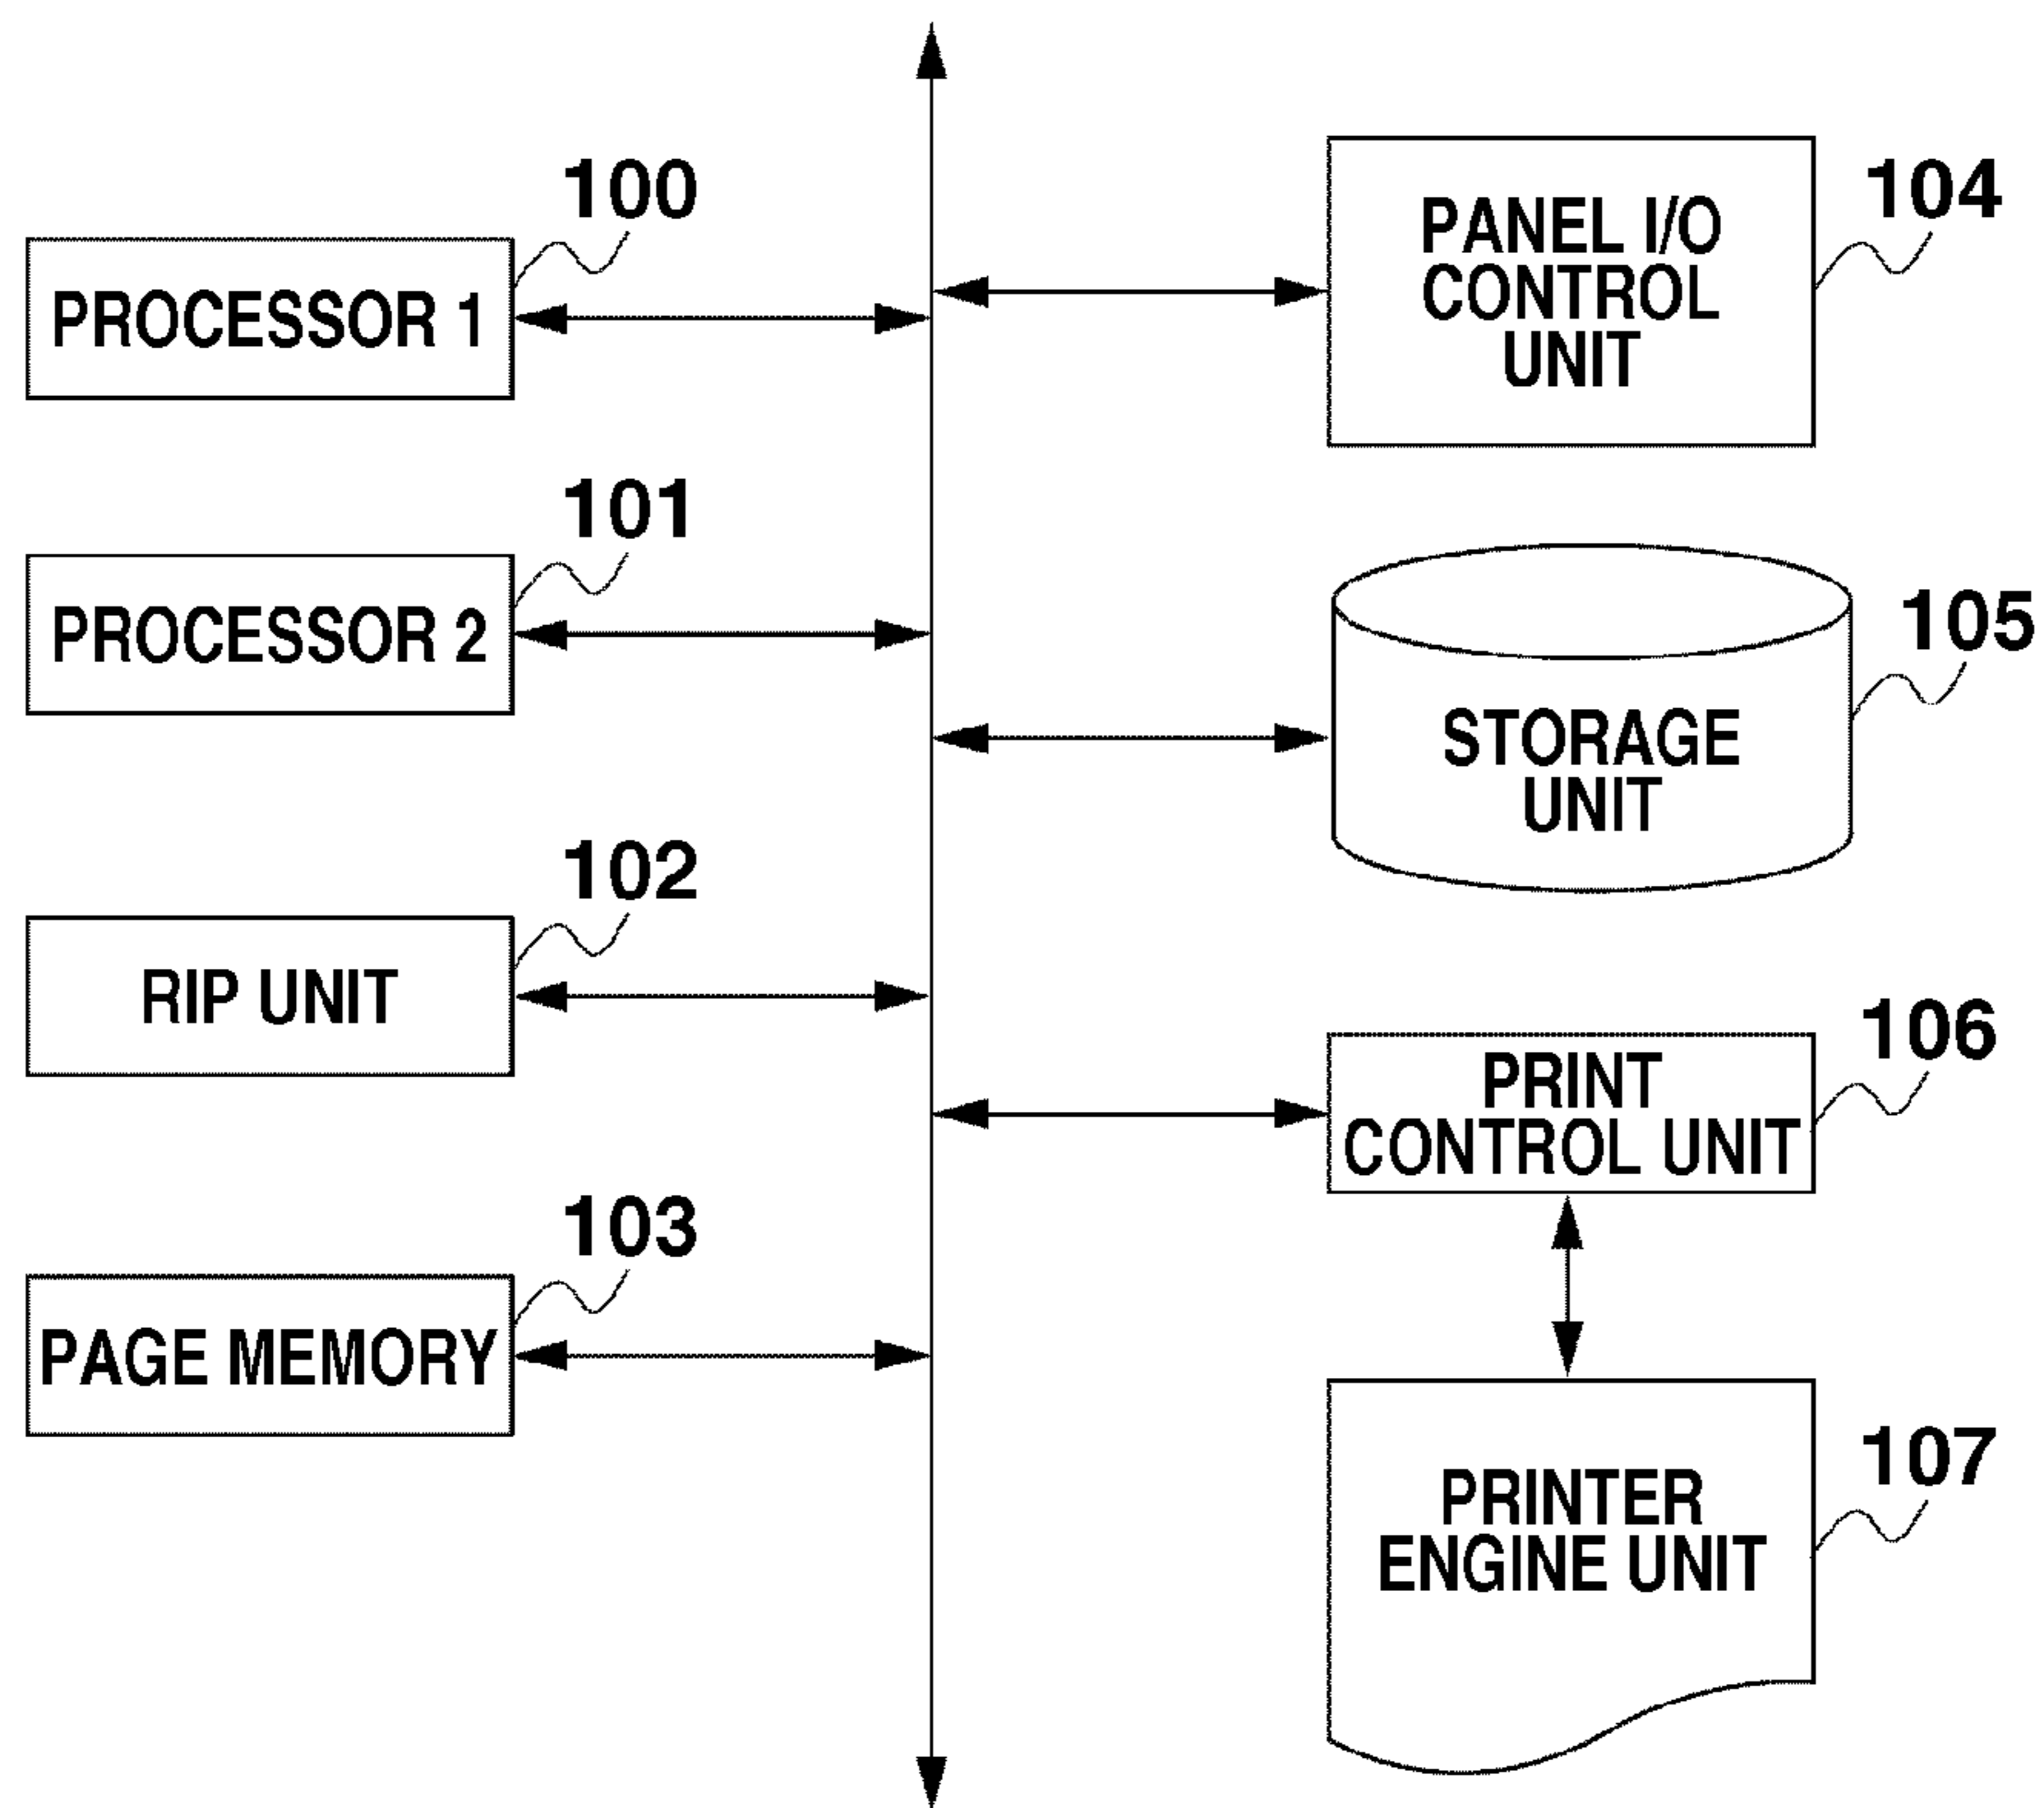 100
PROCESSOR 1
101
PROCESSOR 2
102
RIP UNIT
103
PAGE MEMORY
104
PANEL I/O
CONTROL
UNIT
105
STORAGE
UNIT
106
PRINT
CONTROL UNIT
107
PRINTER
ENGINE UNIT